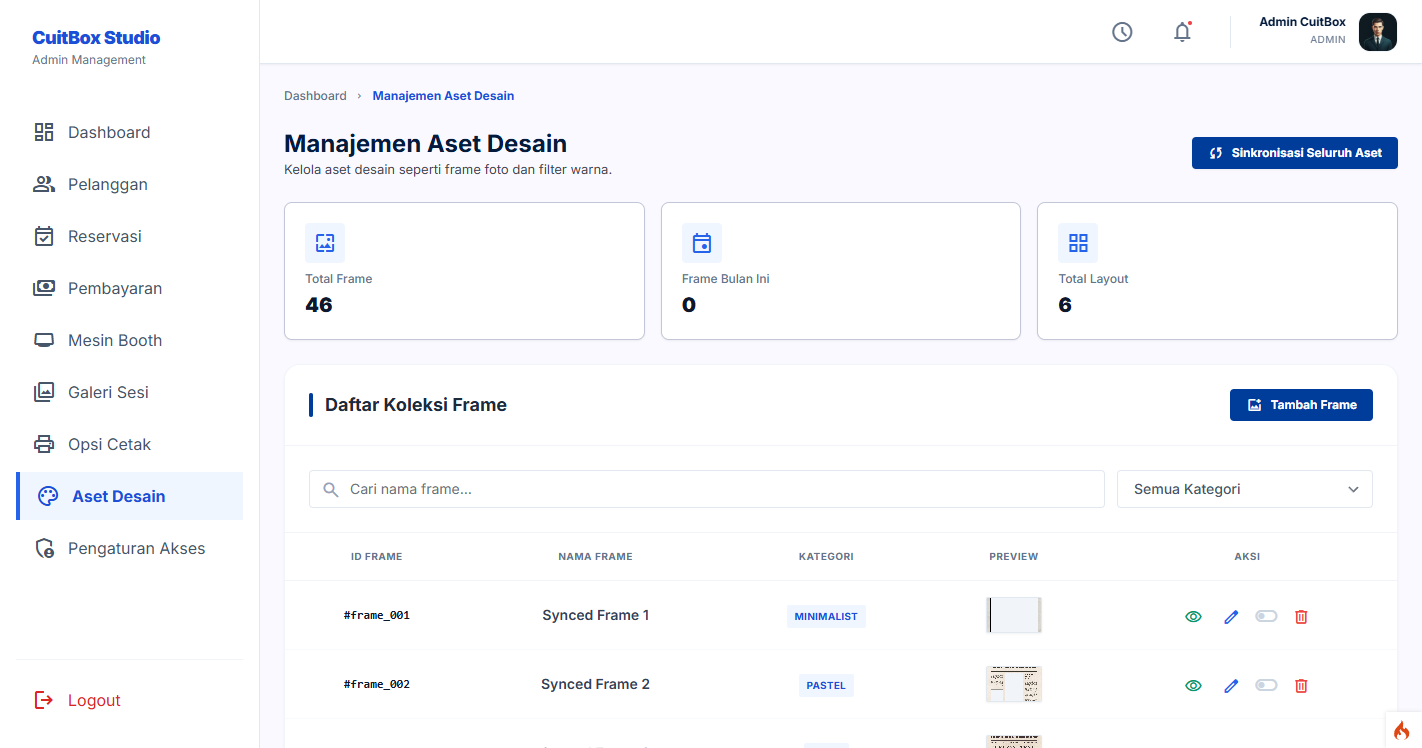 CuitBox Studio
Admin Management
Dashboard
Pelanggan
Reservasi
Pembayaran
Mesin Booth
Galeri Sesi
Opsi Cetak
Aset Desain
Pengaturan Akses
Logout
Admin CuitBox
ADMIN
Dashboard › Manajemen Aset Desain
Manajemen Aset Desain
Kelola aset desain seperti frame foto dan filter warna.
Sinkronisasi Seluruh Aset
Total Frame
46
Frame Bulan Ini
0
Total Layout
6
Daftar Koleksi Frame
Tambah Frame
Cari nama frame...
Semua Kategori
ID FRAME NAMA FRAME KATEGORI PREVIEW AKSI
#frame_001 Synced Frame 1 MINIMALIST
#frame_002 Synced Frame 2 PASTEL